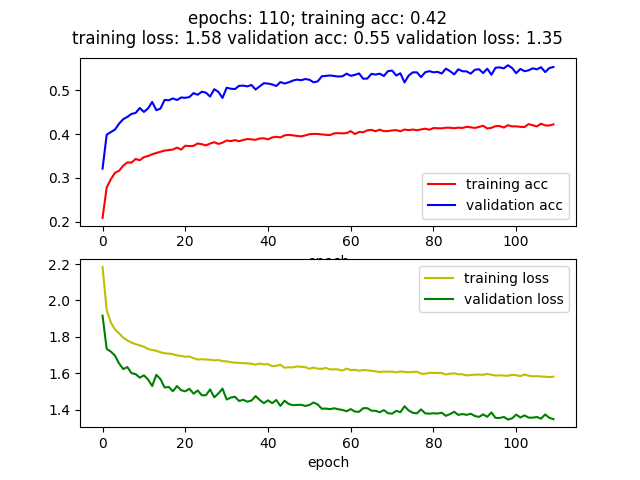 epochs: 110; training acc: 0.42
training loss: 1.58 validation acc: 0.55 validation loss: 1.35
0.5
0.4
0.3
0.2
training acc
validation acc
0 20 40 60 80 100
epoch
2.2
2.0
1.8
1.6
1.4
training loss
validation loss
0 20 40 60 80 100
epoch